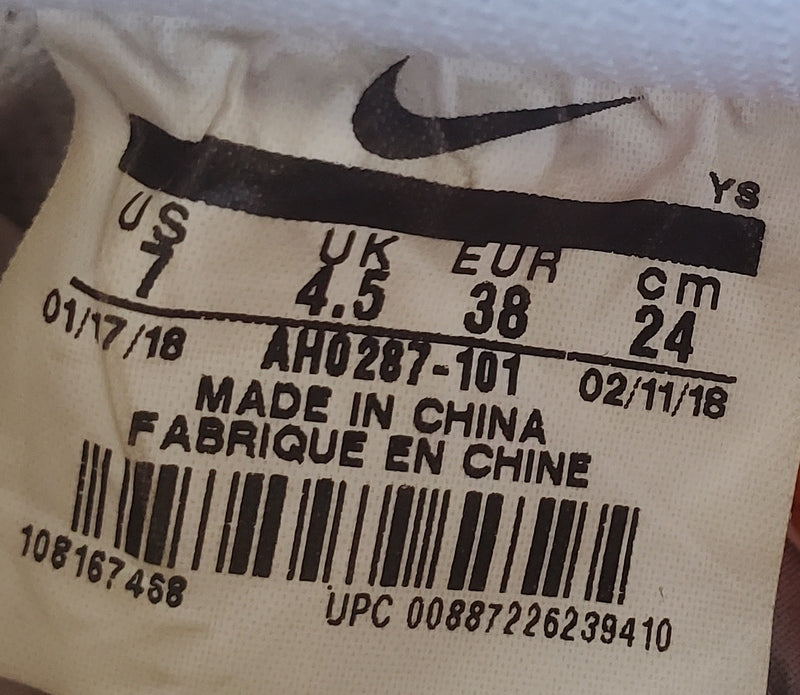 YS
US UK EUR cm
7 4.5 38 24
01/17/18 AH0287-101 02/11/18
MADE IN CHINA
FABRIQUE EN CHINE
108167468
UPC 00887226239410